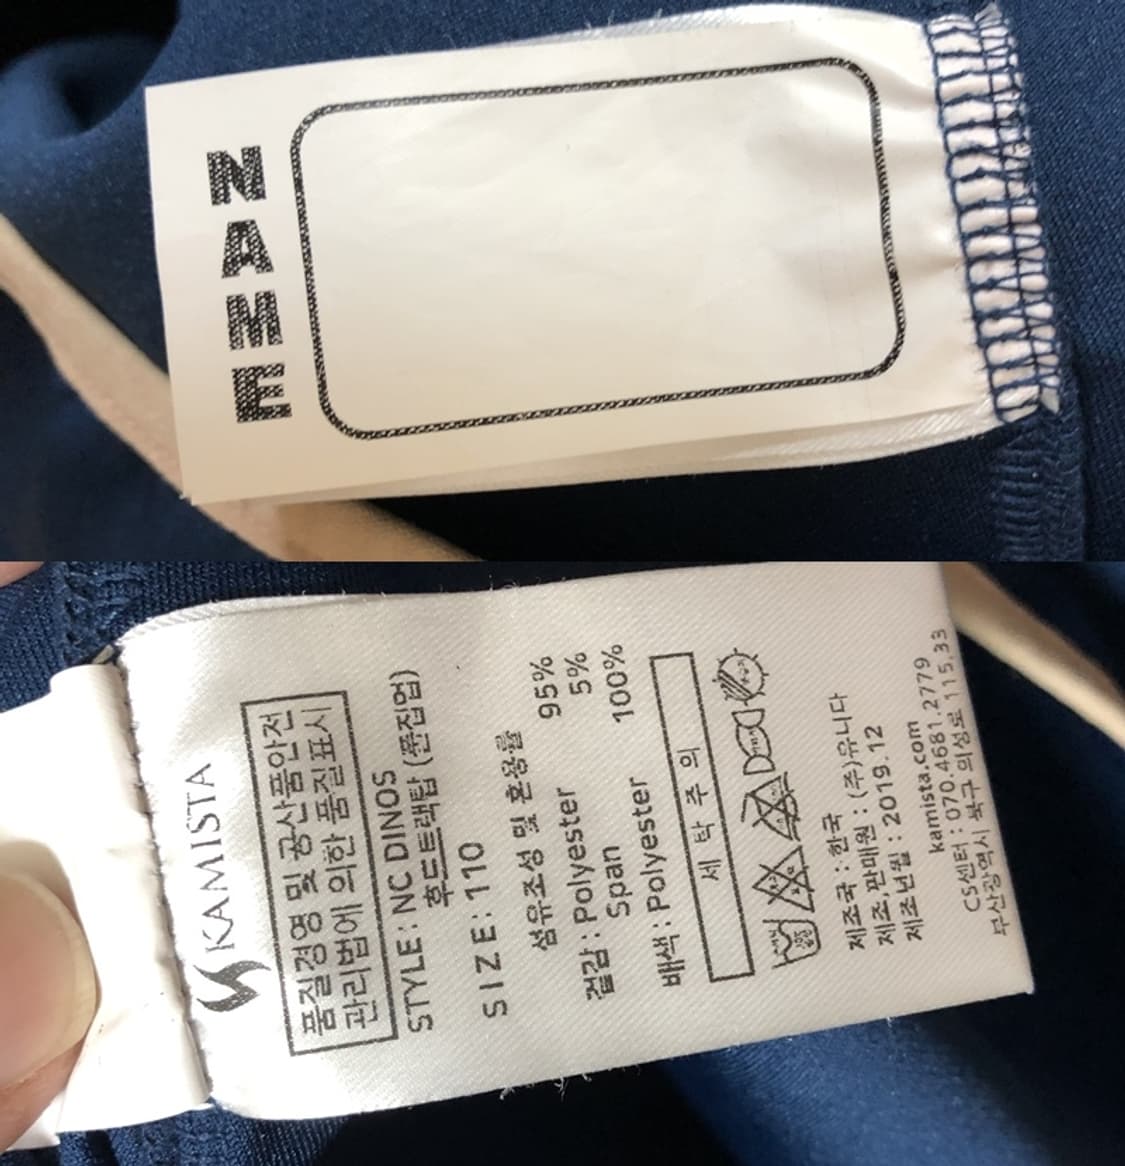 NAME
KAMISTA
품질경영 및 공산품안전
관리법에 의한 품질표시
STYLE : NC DINOS
후드트랙탑 (쭌집업)
SIZE : 110
섬유조성 및 혼용률
겉감 : Polyester 95%
Span 5%
배색 : Polyester 100%
세 탁 주 의
제조국 : 한국
제조,판매원 : (주)유니다
제조년월 : 2019.12
kamista.com
CS센터 : 070.4681.2779
부산광역시 북구 의성로 115.33